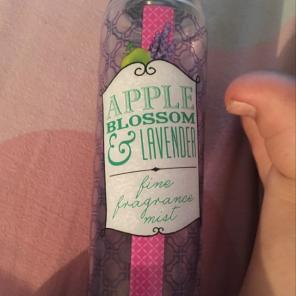 APPLE
BLOSSOM
& LAVENDER
fine
fragrance
mist